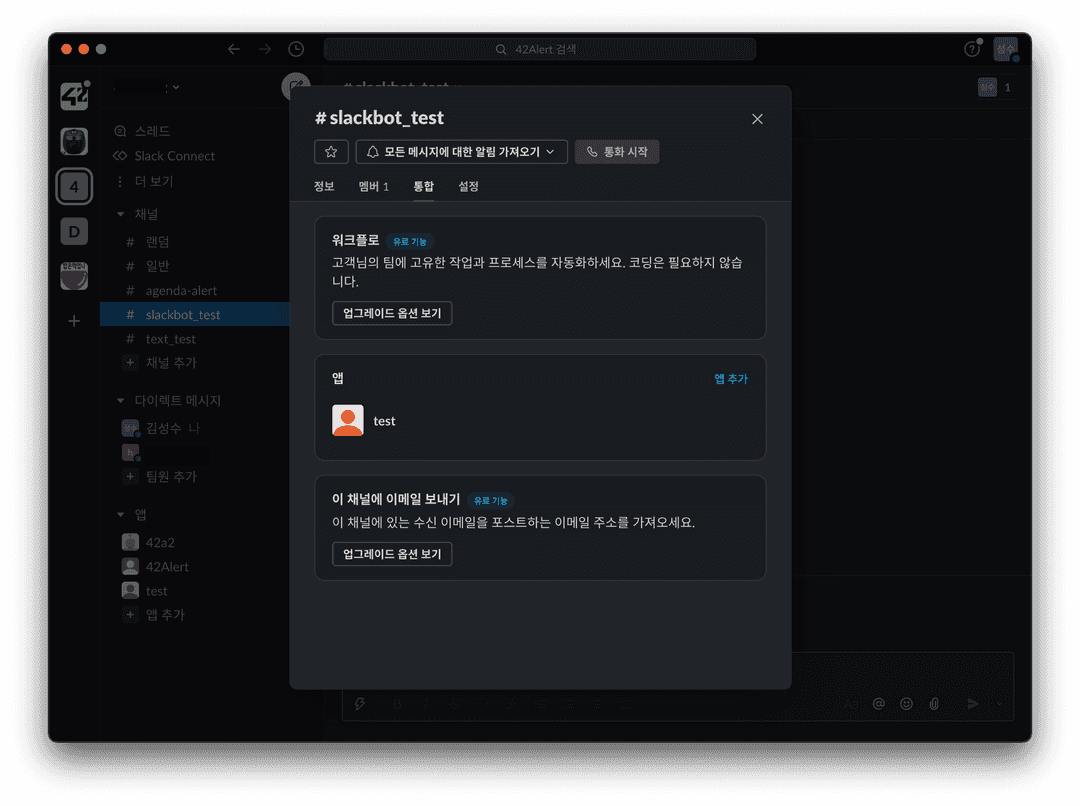 42Alert 검색
성수
42
4
D
스레드
Slack Connect
더 보기
채널
# 랜덤
# 일반
# agenda-alert
# slackbot_test
# text_test
+ 채널 추가
다이렉트 메시지
김성수 나
h
+ 팀원 추가
앱
42a2
42Alert
test
+ 앱 추가
# slackbot_test
성수 1
# slackbot_test
모든 메시지에 대한 알림 가져오기
통화 시작
정보 멤버 1 통합 설정
워크플로 유료 기능
고객님의 팀에 고유한 작업과 프로세스를 자동화하세요. 코딩은 필요하지 않습
니다.
업그레이드 옵션 보기
앱 앱 추가
test
이 채널에 이메일 보내기 유료 기능
이 채널에 있는 수신 이메일을 포스트하는 이메일 주소를 가져오세요.
업그레이드 옵션 보기
B
Aa @